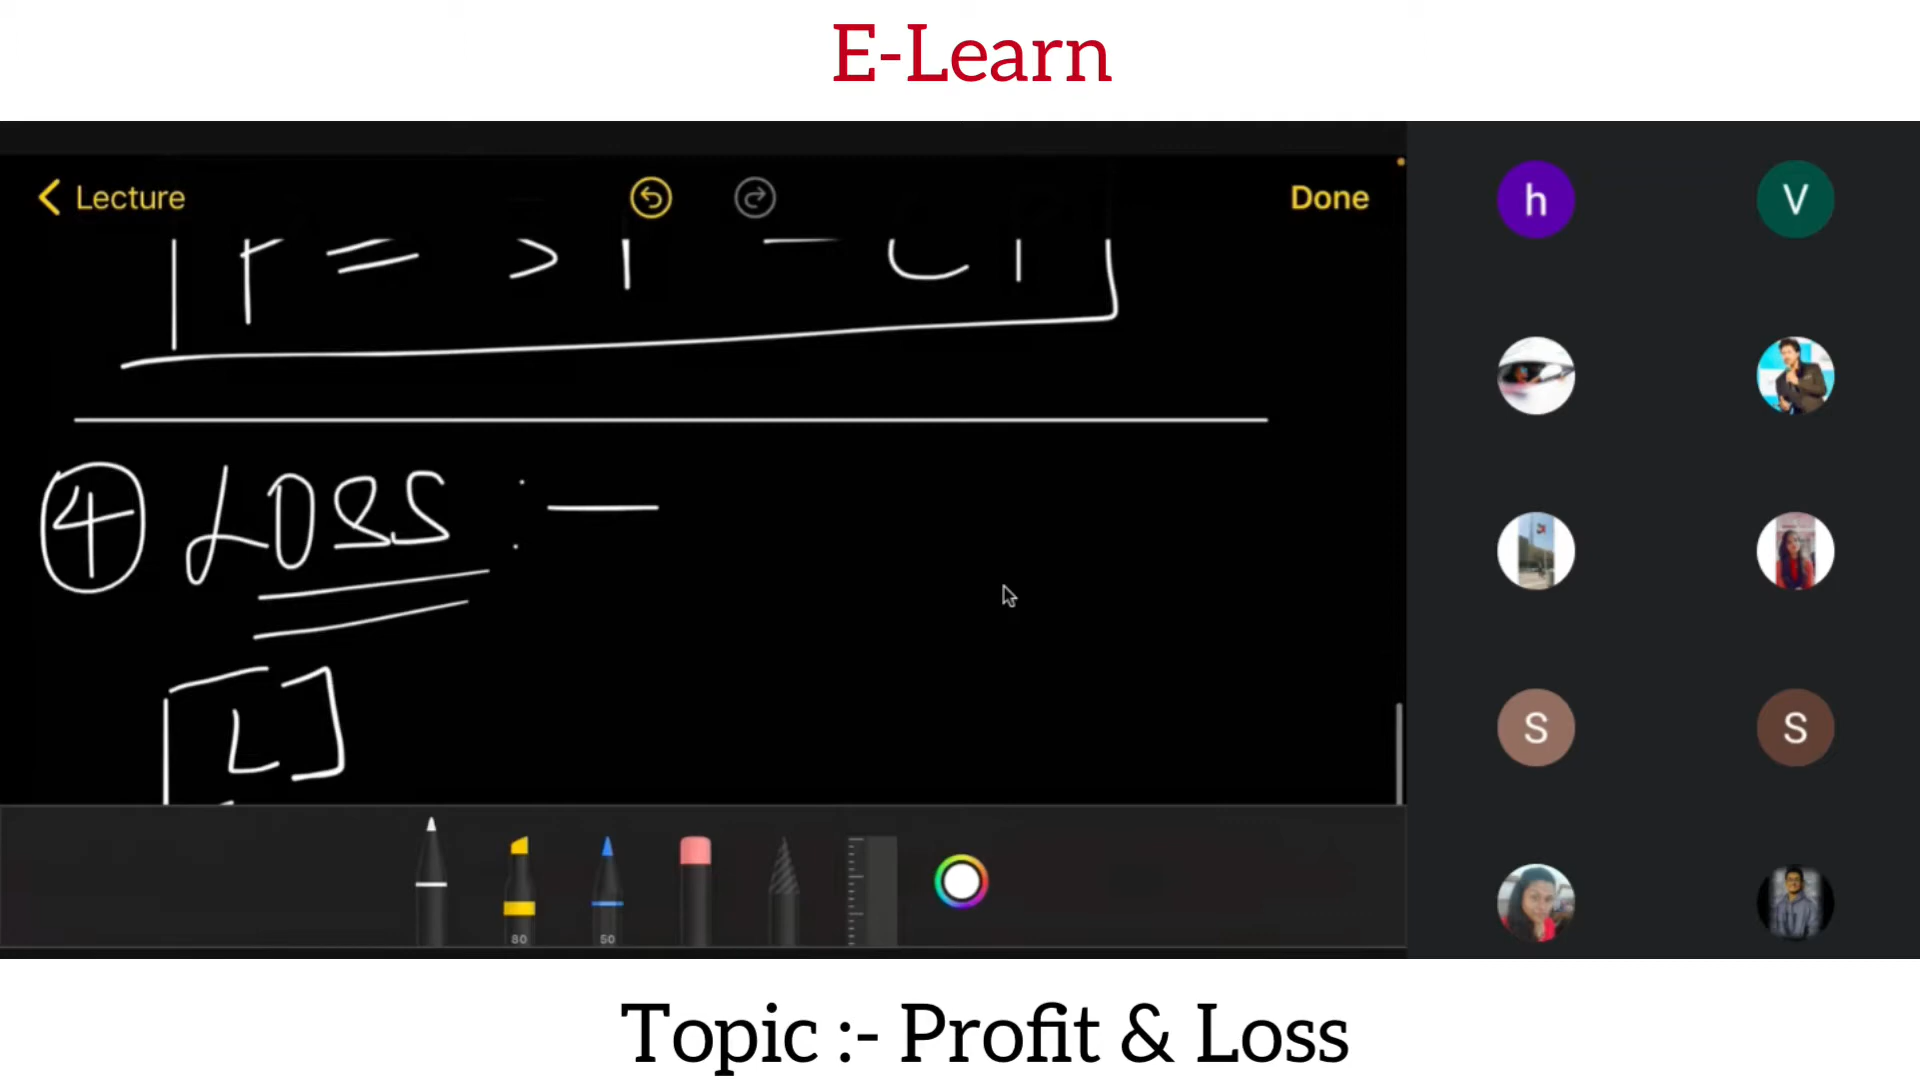 E-Learn
Lecture
Done
h
V
P = SP - CP
④ LOSS :—
[L]
S
S
80
50
Topic :- Profit & Loss